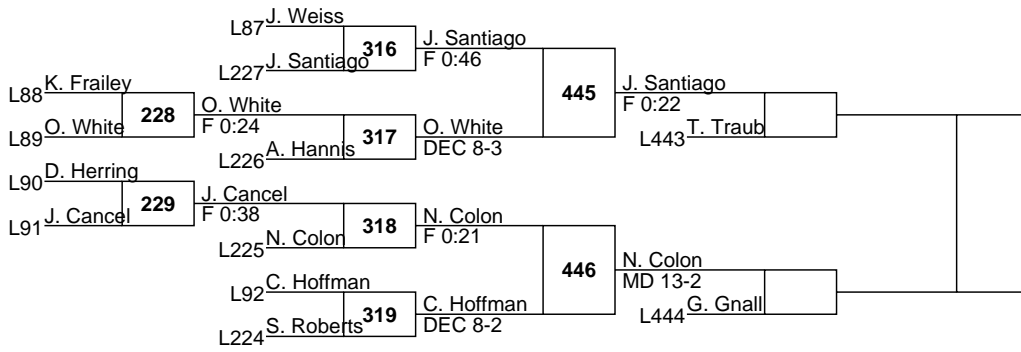 L87 J. Weiss
316
J. Santiago
F 0:46
L227 J. Santiago
445
J. Santiago
F 0:22
L88 K. Frailey
228
O. White
F 0:24
L89 O. White
317
O. White
DEC 8-3
L226 A. Hannis
L443 T. Traub
L90 D. Herring
229
J. Cancel
F 0:38
L91 J. Cancel
318
N. Colon
F 0:21
L225 N. Colon
446
N. Colon
MD 13-2
L92 C. Hoffman
319
C. Hoffman
DEC 8-2
L224 S. Roberts
L444 G. Gnall